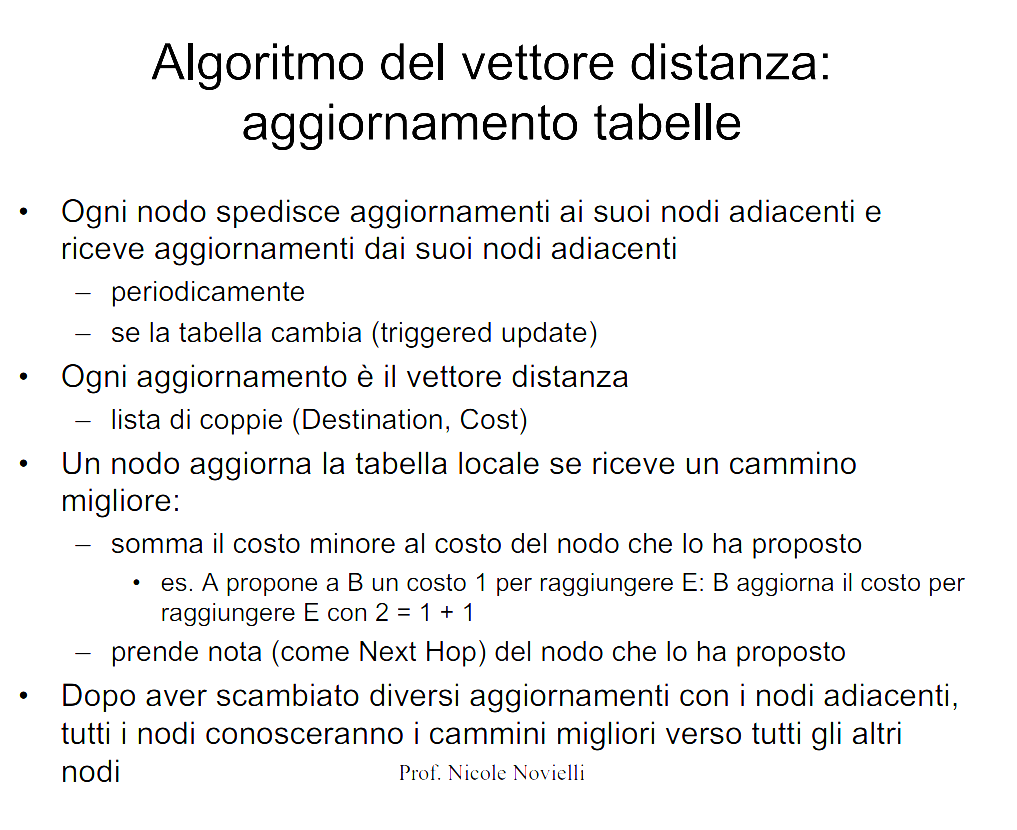 Algoritmo del vettore distanza:
aggiornamento tabelle
• Ogni nodo spedisce aggiornamenti ai suoi nodi adiacenti e
riceve aggiornamenti dai suoi nodi adiacenti
– periodicamente
– se la tabella cambia (triggered update)
• Ogni aggiornamento è il vettore distanza
– lista di coppie (Destination, Cost)
• Un nodo aggiorna la tabella locale se riceve un cammino
migliore:
– somma il costo minore al costo del nodo che lo ha proposto
• es. A propone a B un costo 1 per raggiungere E: B aggiorna il costo per
raggiungere E con 2 = 1 + 1
– prende nota (come Next Hop) del nodo che lo ha proposto
• Dopo aver scambiato diversi aggiornamenti con i nodi adiacenti,
tutti i nodi conosceranno i cammini migliori verso tutti gli altri
nodi
Prof. Nicole Novielli